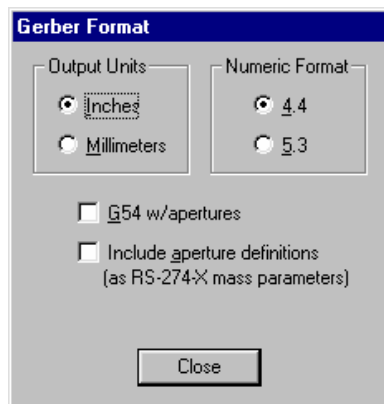 Gerber Format
Output Units
Inches
Millimeters
Numeric Format
4.4
5.3
G54 w/apertures
Include aperture definitions
(as RS-274-X mass parameters)
Close